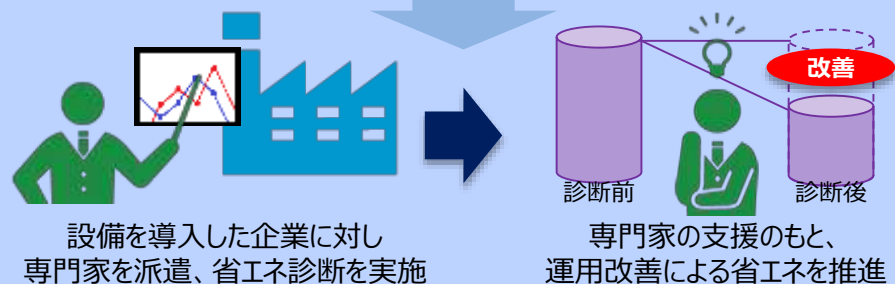 改善
診断前
診断後
設備を導入した企業に対し
専門家を派遣、省エネ診断を実施
専門家の支援のもと、
運用改善による省エネを推進